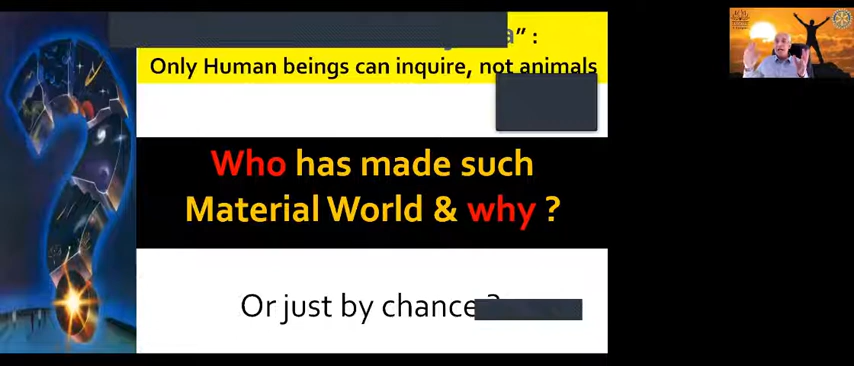 ” :
Only Human beings can inquire, not animals
Who has made such
Material World & why ?
Or just by chance